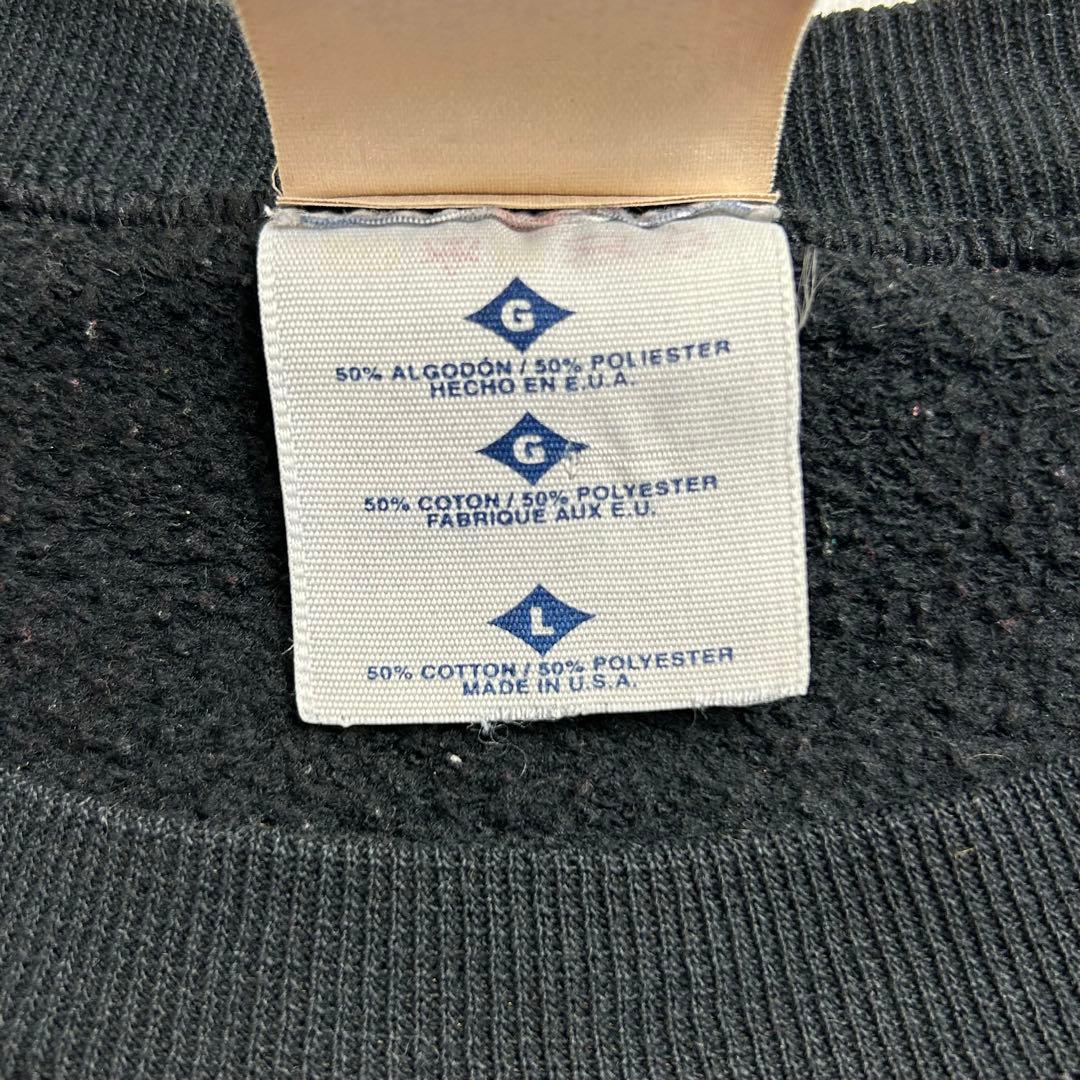 G
50% ALGODÓN / 50% POLIESTER
HECHO EN E.U.A.
G
50% COTON / 50% POLYESTER
FABRIQUE AUX E.U.
L
50% COTTON / 50% POLYESTER
MADE IN U.S.A.